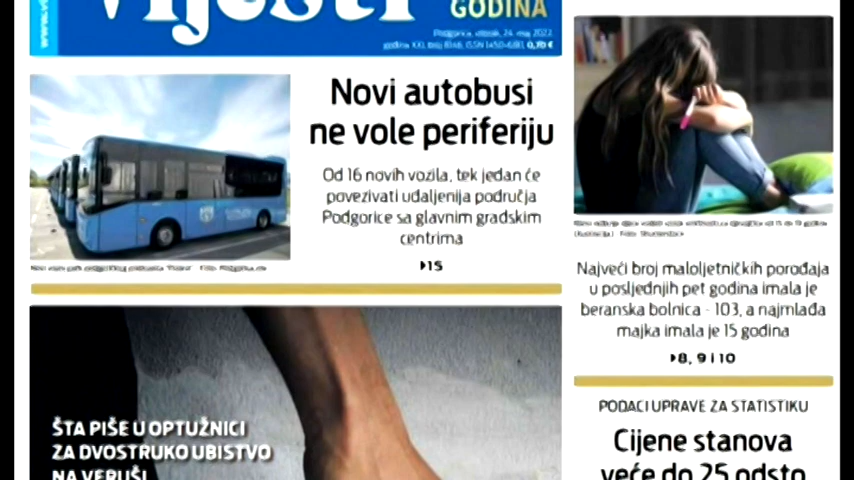 Vijesti
GODINA
Podgorica, utorak, 24. maj 2022.
Novi autobusi
ne vole periferiju
Od 16 novih vozila, tek jedan će
povezivati udaljenija područja
Podgorice sa glavnim gradskim
centrima
15
Najveći broj maloljetničkih porođaja
u posljednjih pet godina imala je
beranska bolnica - 103, a najmlađa
majka imala je 15 godina
8, 9 i 10
PODACI UPRAVE ZA STATISTIKU
Cijene stanova
veće do 25 odsto
ŠTA PIŠE U OPTUŽNICI
ZA DVOSTRUKO UBISTVO
NA VERUŠI